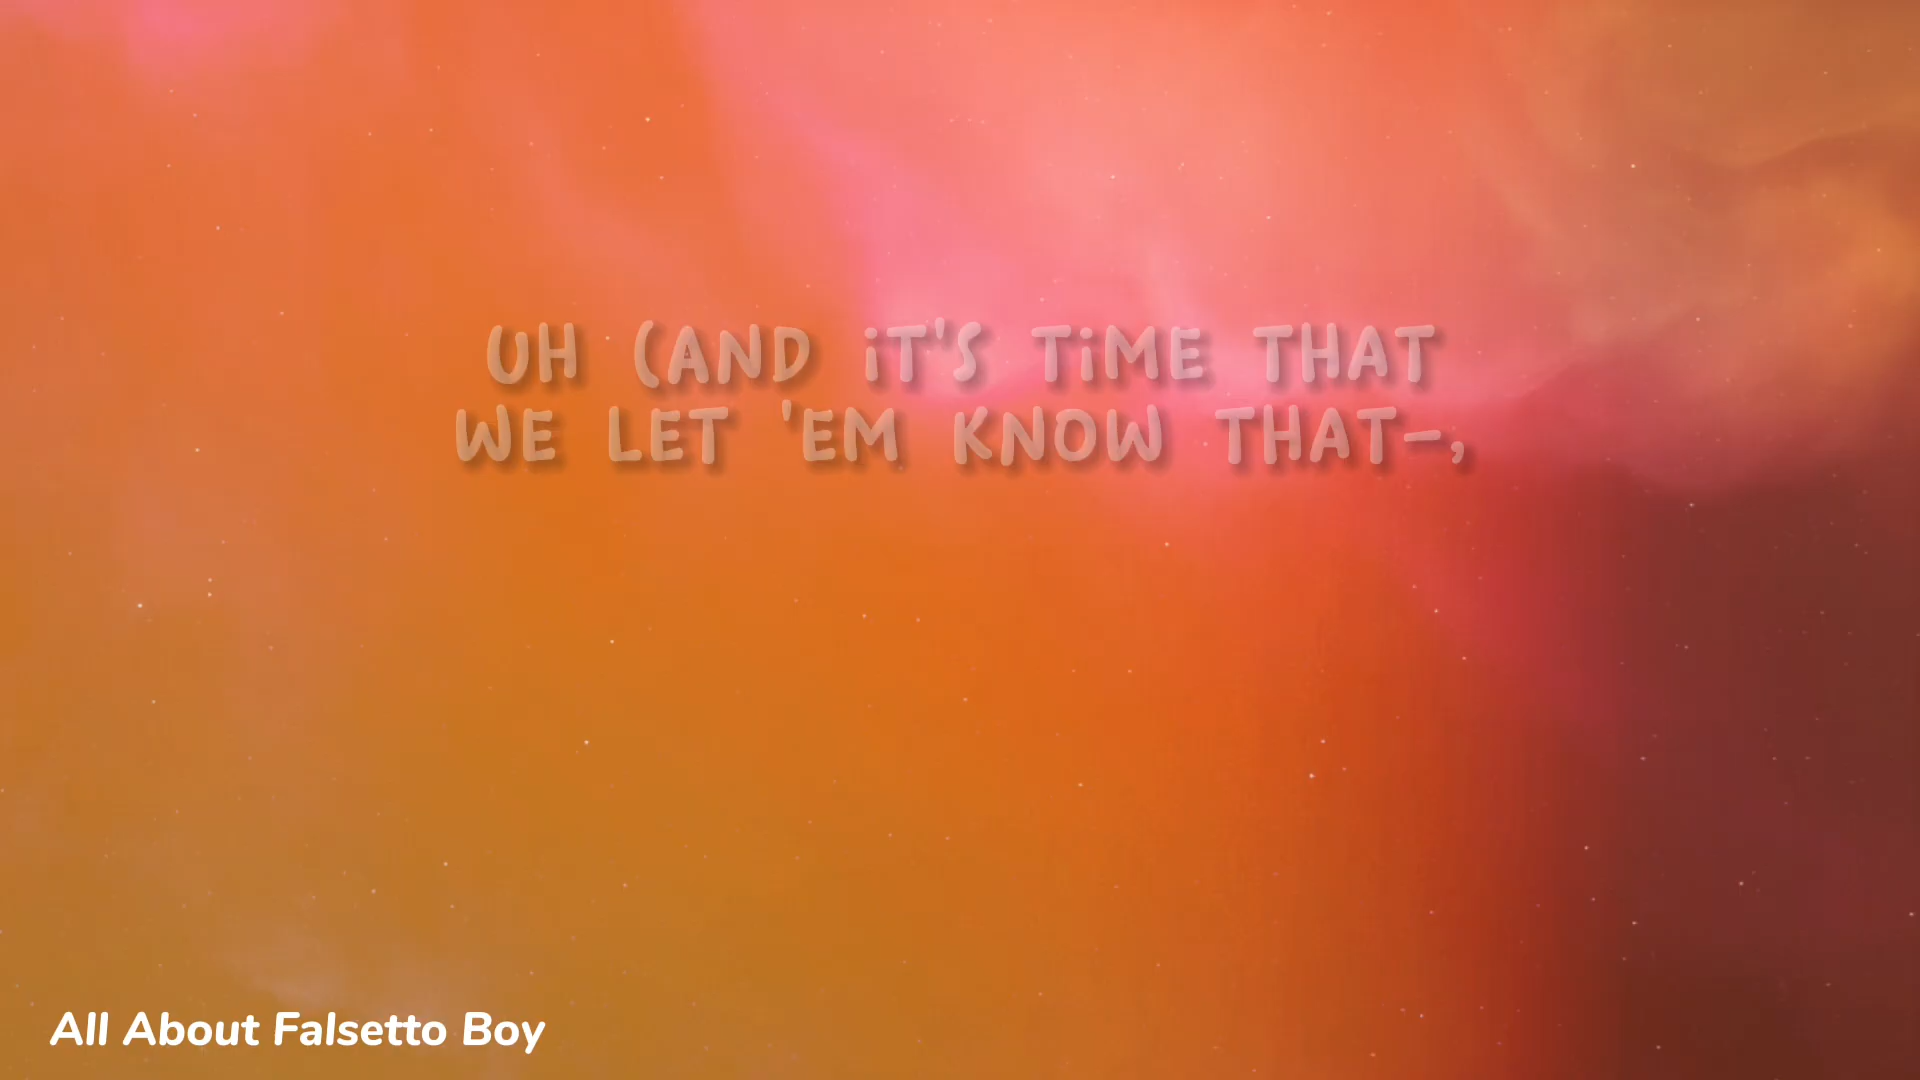 UH (AND iT'S TiME THAT
WE LET 'EM KNOW THAT-,
All About Falsetto Boy